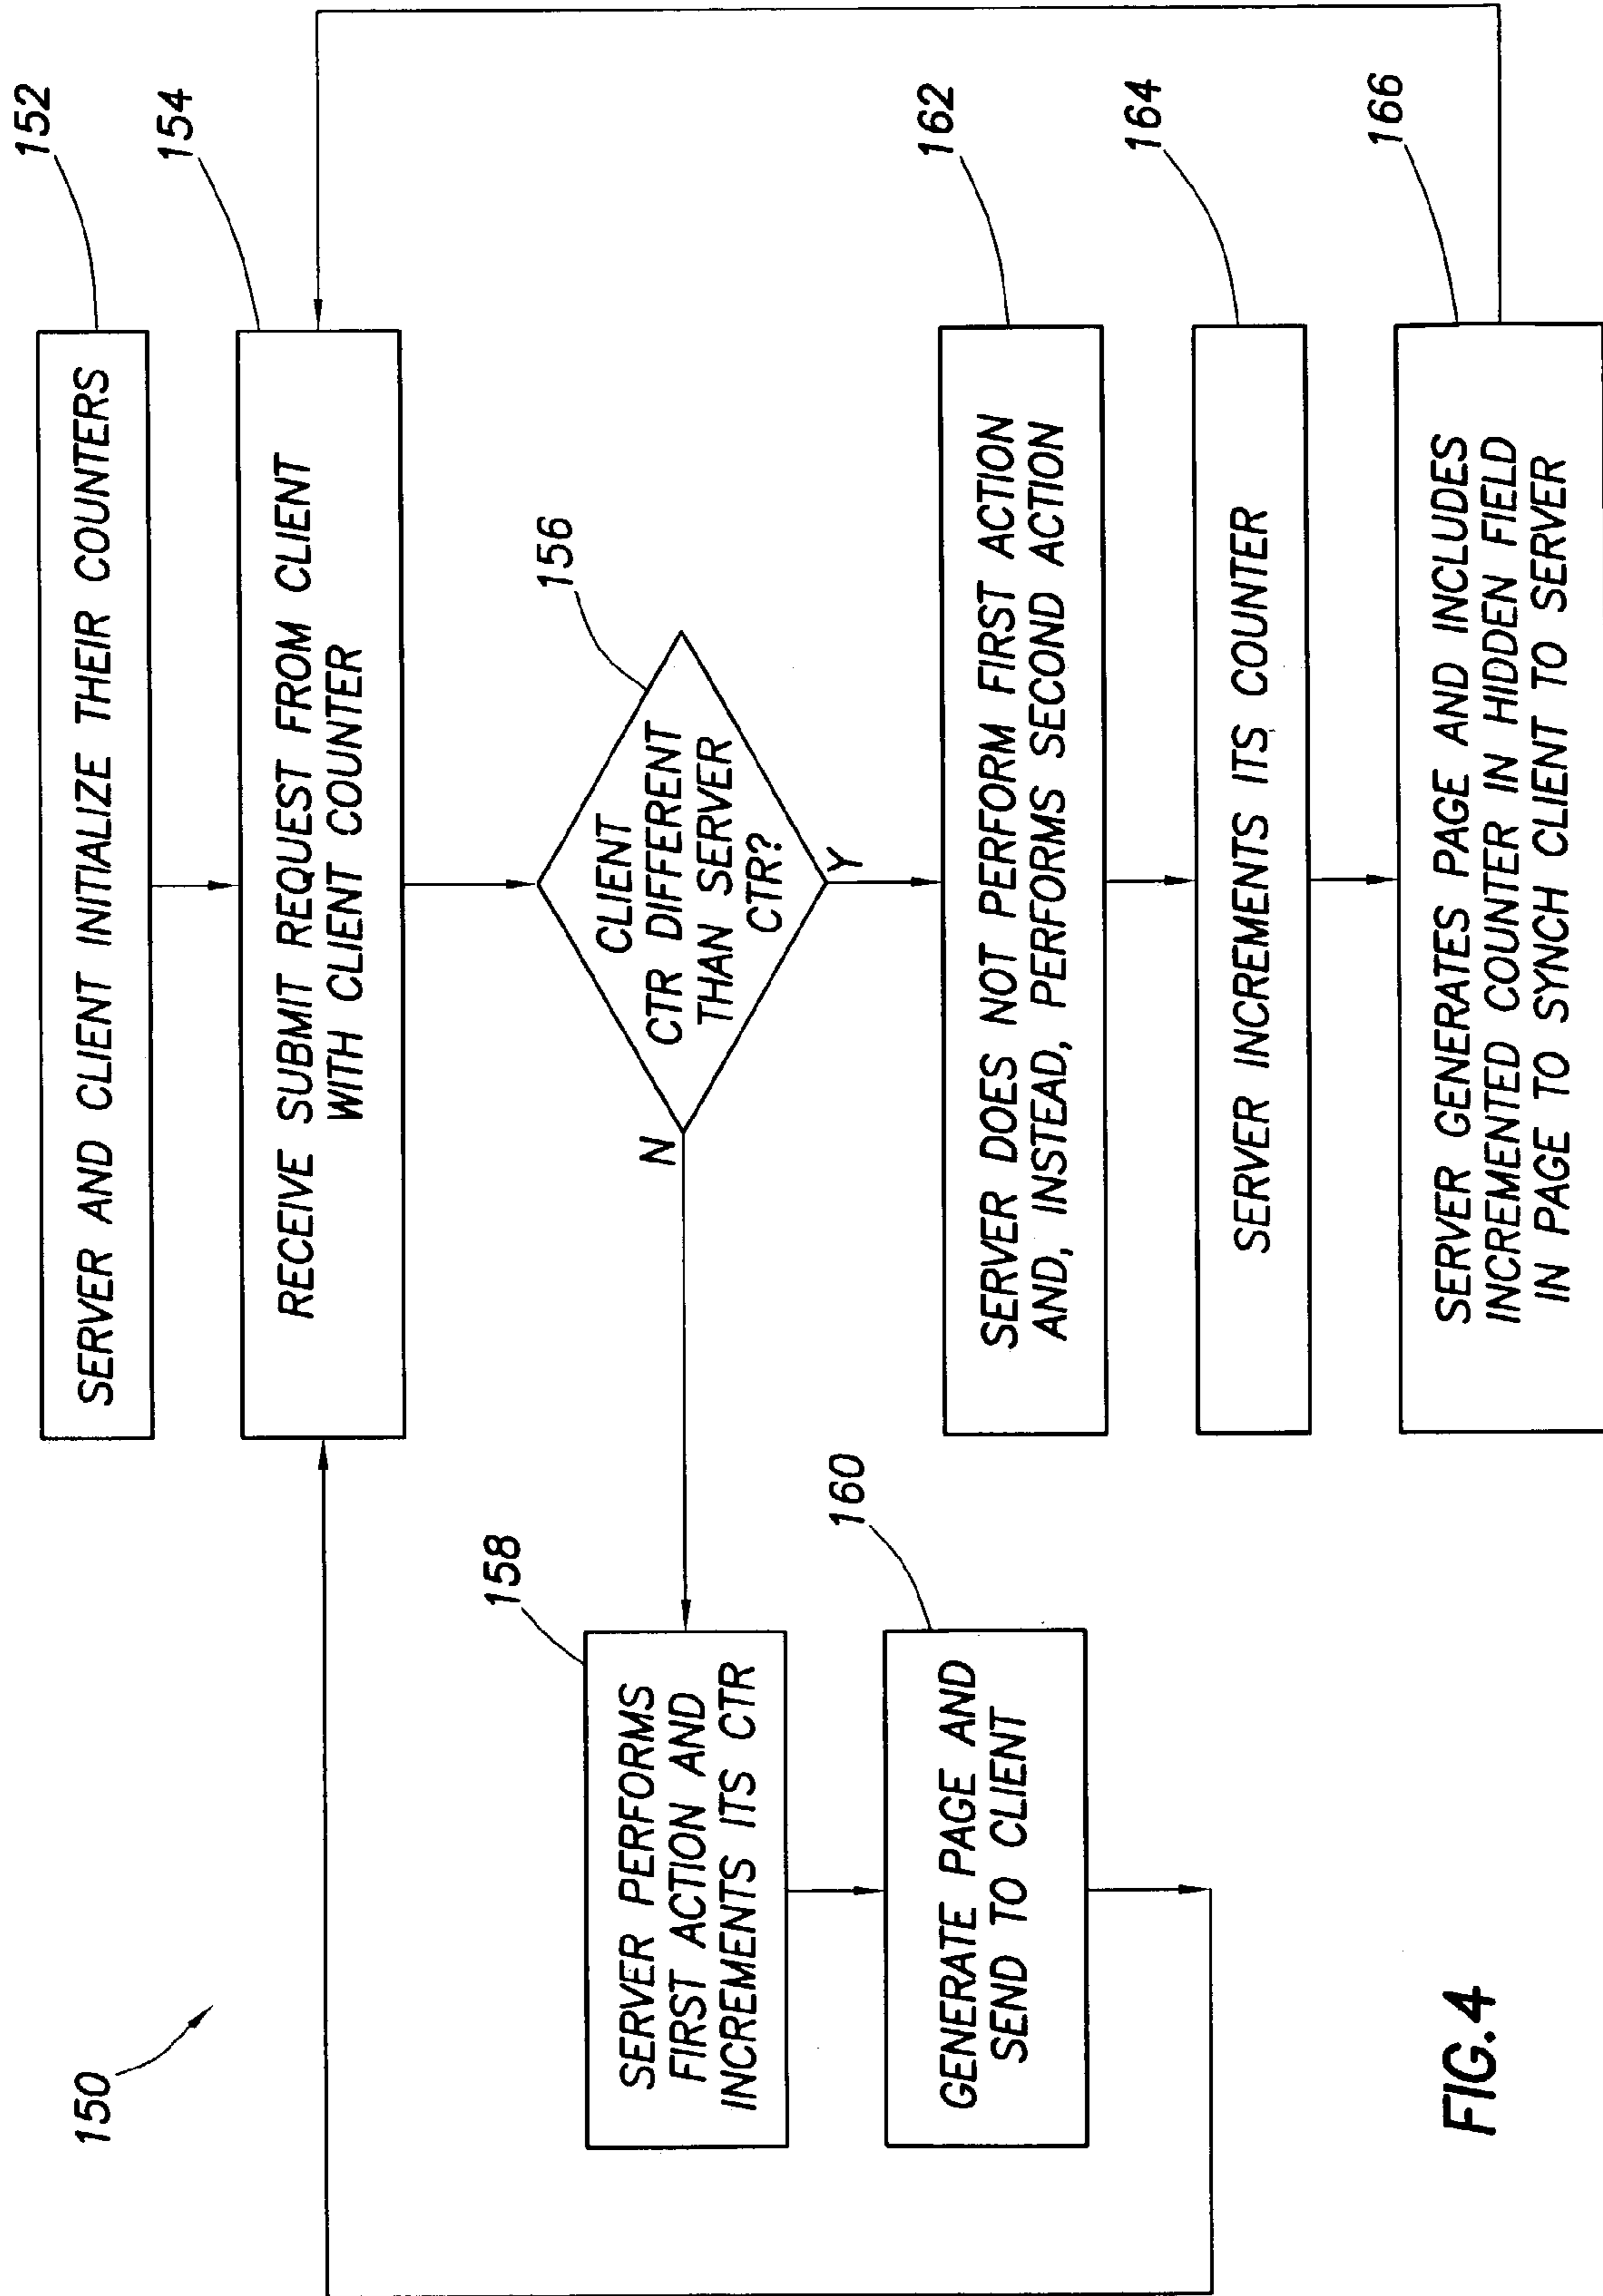 150
152
SERVER AND CLIENT INITIALIZE THEIR COUNTERS
154
RECEIVE SUBMIT REQUEST FROM CLIENT
WITH CLIENT COUNTER
156
CLIENT
CTR DIFFERENT
THAN SERVER
CTR?
N
Y
158
SERVER PERFORMS
FIRST ACTION AND
INCREMENTS ITS CTR
160
GENERATE PAGE AND
SEND TO CLIENT
162
SERVER DOES NOT PERFORM FIRST ACTION
AND, INSTEAD, PERFORMS SECOND ACTION
164
SERVER INCREMENTS ITS COUNTER
166
SERVER GENERATES PAGE AND INCLUDES
INCREMENTED COUNTER IN HIDDEN FIELD
IN PAGE TO SYNCH CLIENT TO SERVER
FIG.4